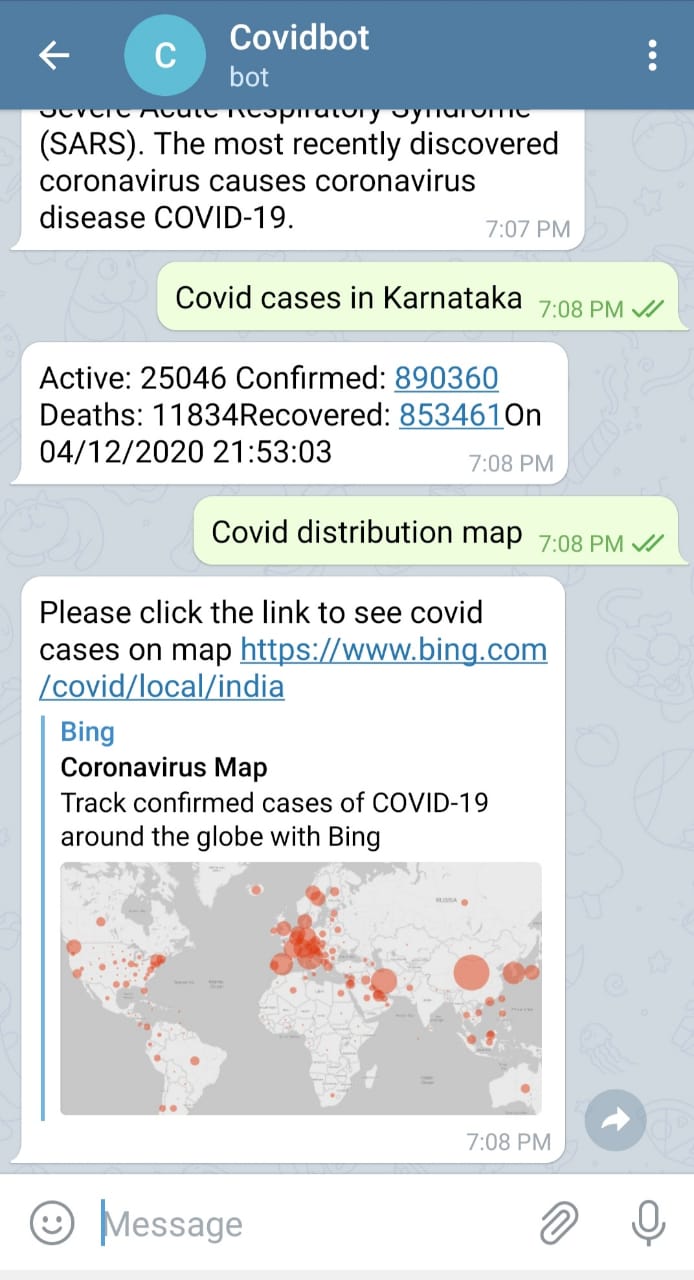 Covidbot
bot
Severe Acute Respiratory Syndrome
(SARS). The most recently discovered
coronavirus causes coronavirus
disease COVID-19.
7:07 PM
Covid cases in Karnataka
7:08 PM
Active: 25046 Confirmed: 890360
Deaths: 11834Recovered: 853461On
04/12/2020 21:53:03
7:08 PM
Covid distribution map
7:08 PM
Please click the link to see covid
cases on map https://www.bing.com
/covid/local/india
Bing
Coronavirus Map
Track confirmed cases of COVID-19
around the globe with Bing
RUSSIA
7:08 PM
Message